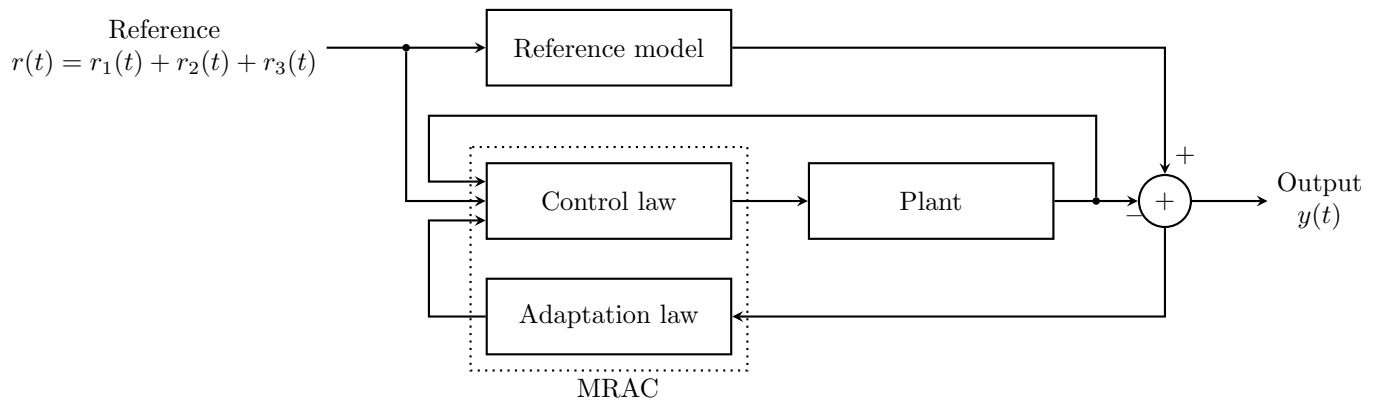 Reference
r(t) = r₁(t) + r₂(t) + r₃(t)
Reference model
+
Control law
Plant
−
+
Output
y(t)
Adaptation law
MRAC